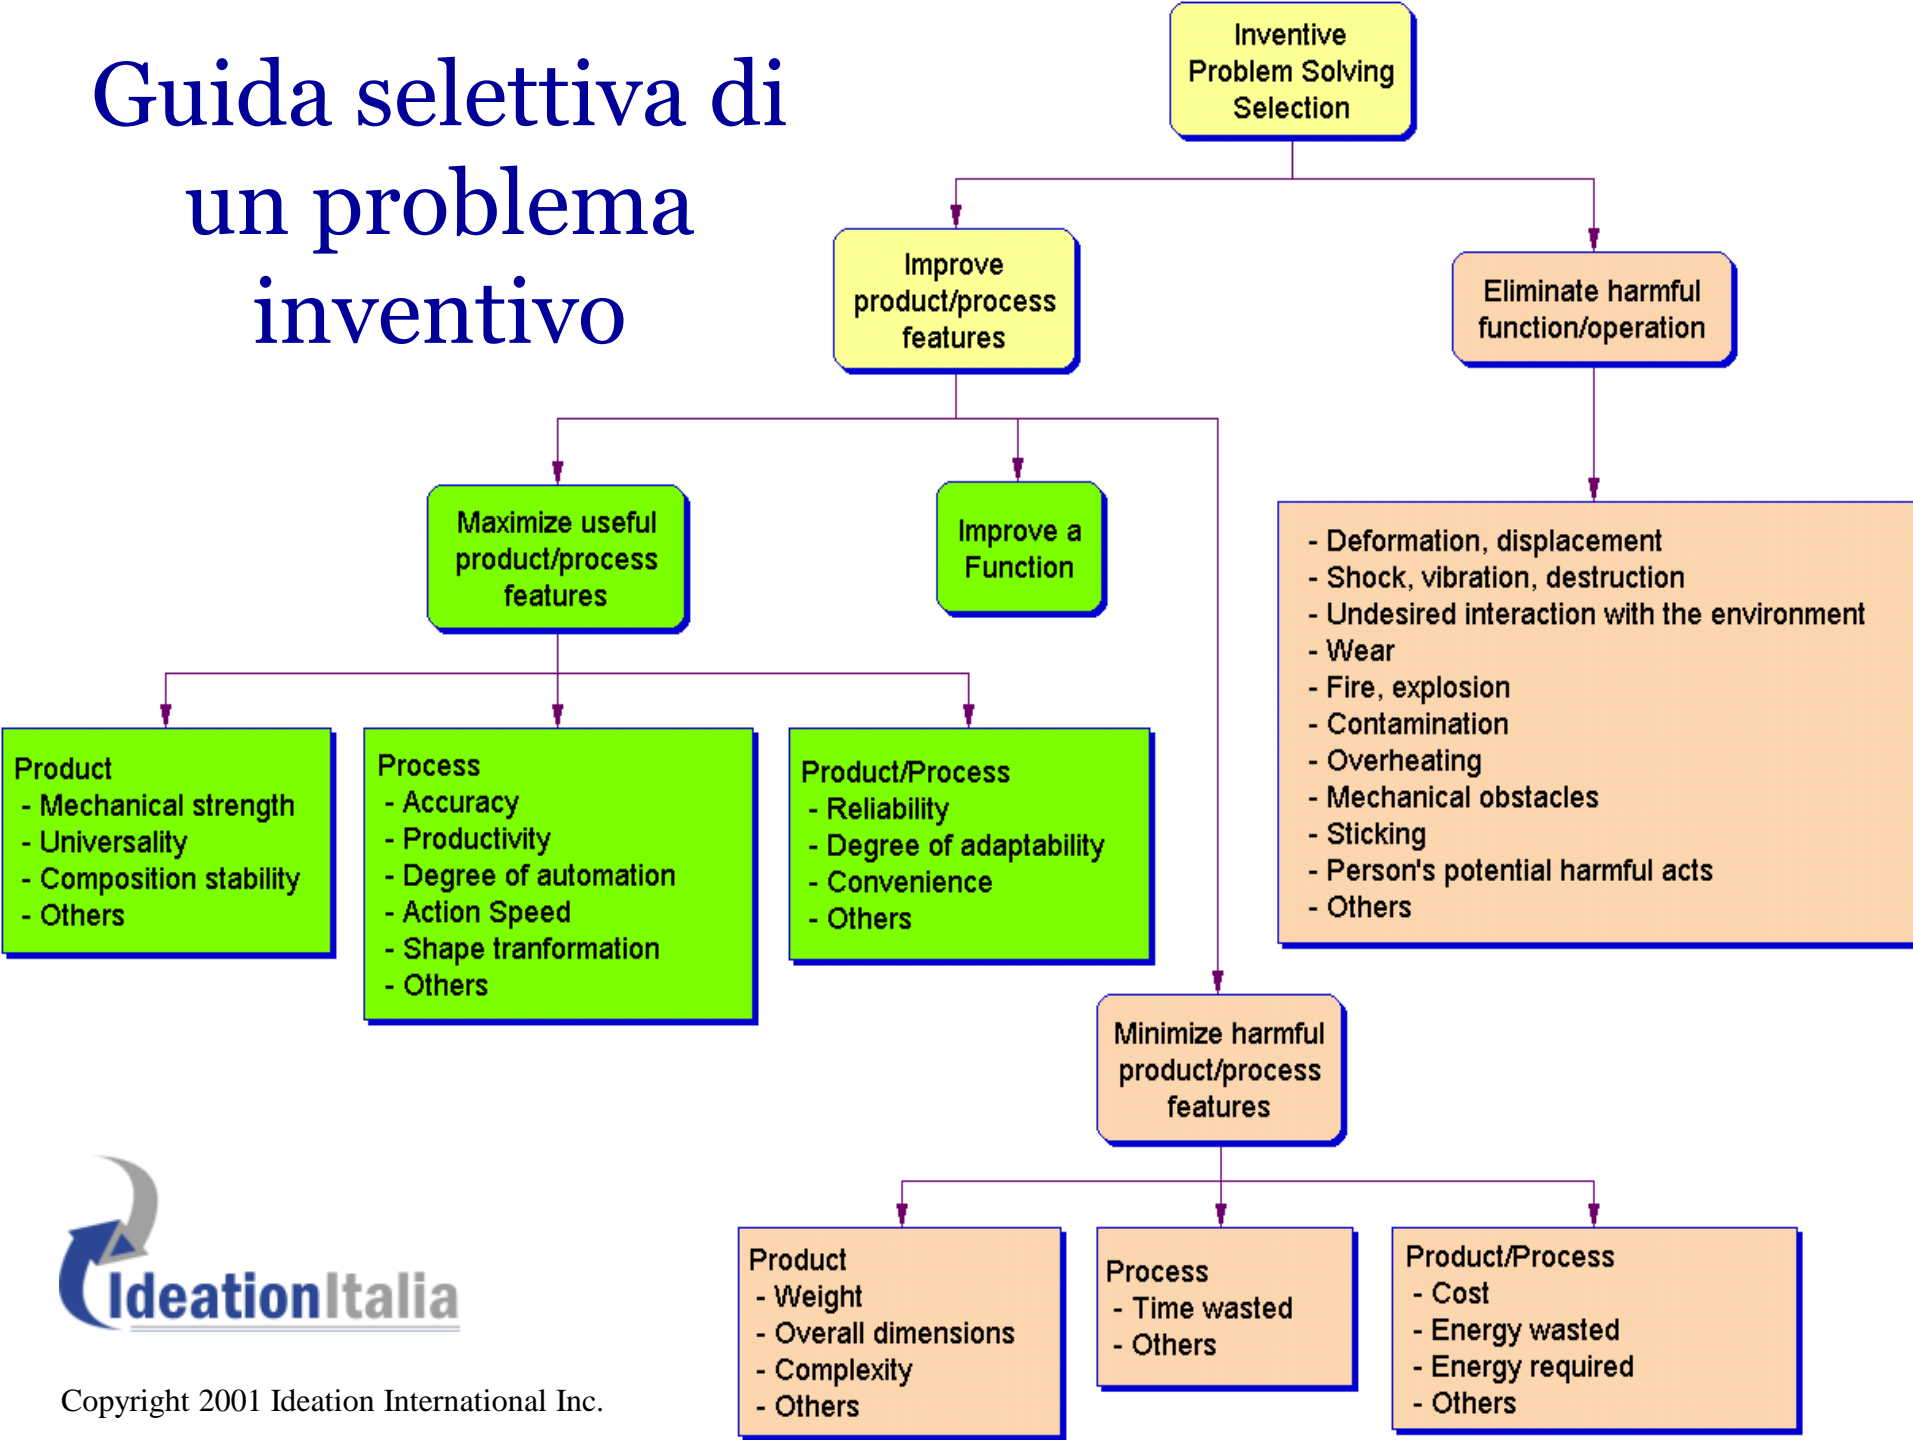 Guida selettiva di
un problema
inventivo
Inventive
Problem Solving
Selection
Improve
product/process
features
Eliminate harmful
function/operation
Maximize useful
product/process
features
Improve a
Function
- Deformation, displacement
- Shock, vibration, destruction
- Undesired interaction with the environment
- Wear
- Fire, explosion
- Contamination
- Overheating
- Mechanical obstacles
- Sticking
- Person's potential harmful acts
- Others
Product
- Mechanical strength
- Universality
- Composition stability
- Others
Process
- Accuracy
- Productivity
- Degree of automation
- Action Speed
- Shape tranformation
- Others
Product/Process
- Reliability
- Degree of adaptability
- Convenience
- Others
Minimize harmful
product/process
features
Product
- Weight
- Overall dimensions
- Complexity
- Others
Process
- Time wasted
- Others
Product/Process
- Cost
- Energy wasted
- Energy required
- Others
IdeationItalia
Copyright 2001 Ideation International Inc.